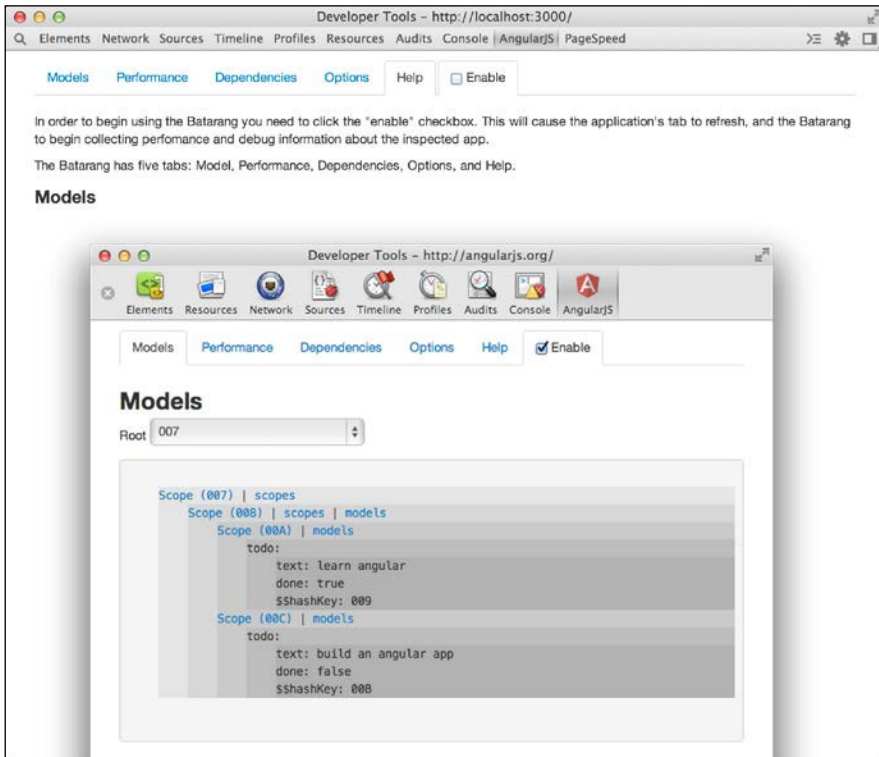 Developer Tools - http://localhost:3000/
Elements Network Sources Timeline Profiles Resources Audits Console AngularJS PageSpeed
Models Performance Dependencies Options Help Enable
In order to begin using the Batarang you need to click the "enable" checkbox. This will cause the application's tab to refresh, and the Batarang
to begin collecting perfomance and debug information about the inspected app.
The Batarang has five tabs: Model, Performance, Dependencies, Options, and Help.
Models
Developer Tools - http://angularjs.org/
Elements Resources Network Sources Timeline Profiles Audits Console AngularJS
Models Performance Dependencies Options Help Enable
Models
Root 007
Scope (007) | scopes
Scope (008) | scopes | models
Scope (00A) | models
todo:
text: learn angular
done: true
$$hashKey: 009
Scope (00C) | models
todo:
text: build an angular app
done: false
$$hashKey: 00B